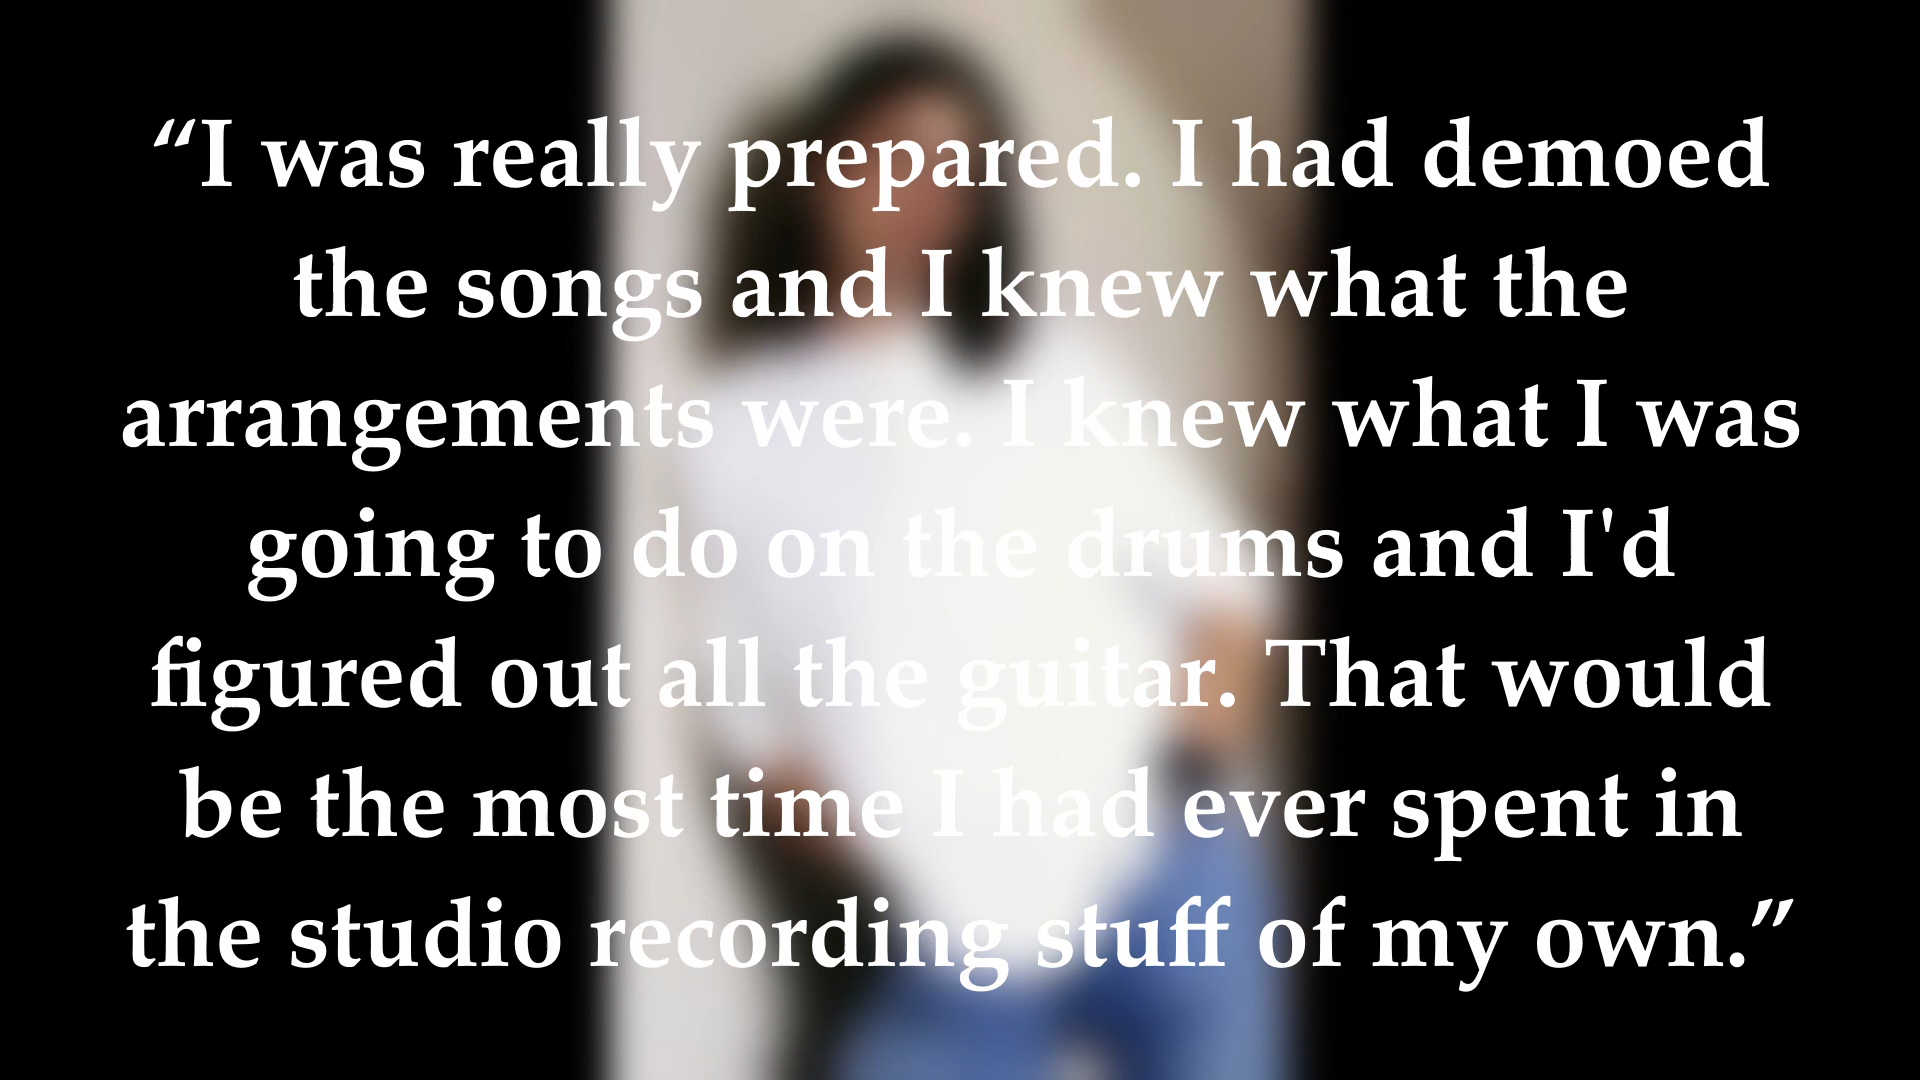 “I was really prepared. I had demoed
the songs and I knew what the
arrangements were. I knew what I was
going to do on the drums and I'd
figured out all the guitar. That would
be the most time I had ever spent in
the studio recording stuff of my own.”